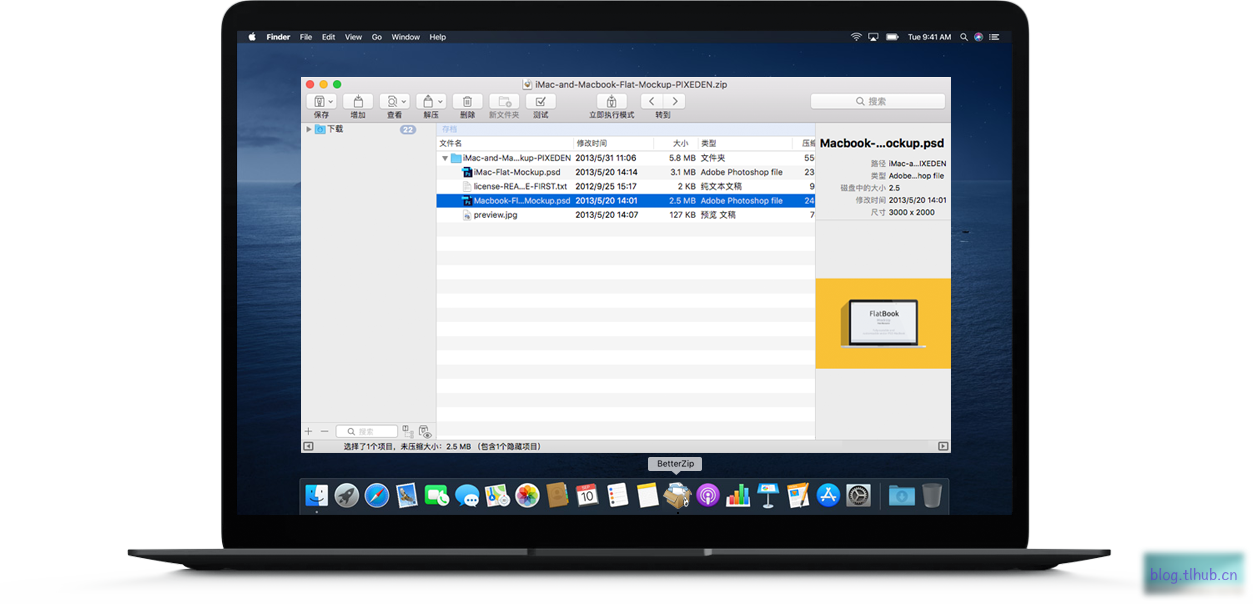 Finder File Edit View Go Window Help Tue 9:41 AM
iMac-and-Macbook-Flat-Mockup-PIXEDEN.zip
保存 增加 查看 解压 删除 新文件夹 测试 立即执行模式 转到 搜索
下载 22
存档
文件名 修改时间 大小 类型 压缩
iMac-and-Ma...kup-PIXEDEN 2013/5/31 11:06 5.8 MB 文件夹 55
iMac-Flat-Mockup.psd 2013/5/20 14:14 3.1 MB Adobe Photoshop file 23
license-REA...E-FIRST.txt 2012/9/25 15:17 2 KB 纯文本文稿 9
Macbook-Fl...Mockup.psd 2013/5/20 14:01 2.5 MB Adobe Photoshop file 24
preview.jpg 2013/5/20 14:07 127 KB 预览 文稿 7
Macbook-...ockup.psd
路径 iMac-a...IXEDEN
类型 Adobe...hop file
磁盘中的大小 2.5
修改时间 2013/5/20 14:01
尺寸 3000 x 2000
FlatBook
搜索
选择了1个项目，未压缩大小：2.5 MB （包含1个隐藏项目）
BetterZip
SEP
10
blog.tlhub.cn